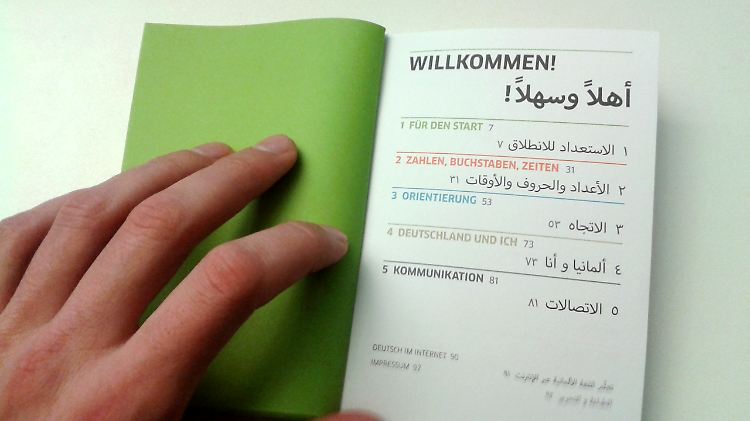 WILLKOMMEN!
أهلاً وسهلاً!
1 FÜR DEN START 7
١ الاستعداد للانطلاق ٧
2 ZAHLEN, BUCHSTABEN, ZEITEN 31
٢ الأعداد والحروف والأوقات ٣١
3 ORIENTIERUNG 53
٣ الاتجاه ٥٣
4 DEUTSCHLAND UND ICH 73
٤ ألمانيا و أنا ٧٣
5 KOMMUNIKATION 81
٥ الاتصالات ٨١
DEUTSCH IM INTERNET 90
IMPRESSUM 97